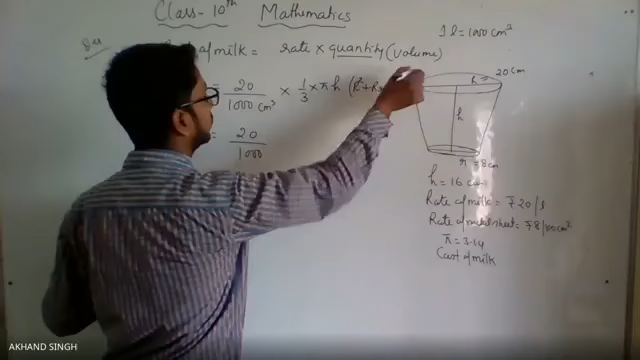 Class-10th Mathematics
1 l = 1000 cm³
of milk = rate × quantity (volume)
20 cm
= 20/1000 cm³ × 1/3 × π h (R²+
h
= 20/1000
r = 8 cm
h = 16 cm
Rate of milk = ₹ 20/l
Rate of metal sheet = ₹ 8/100cm²
π = 3.14
Cost of milk
AKHAND SINGH